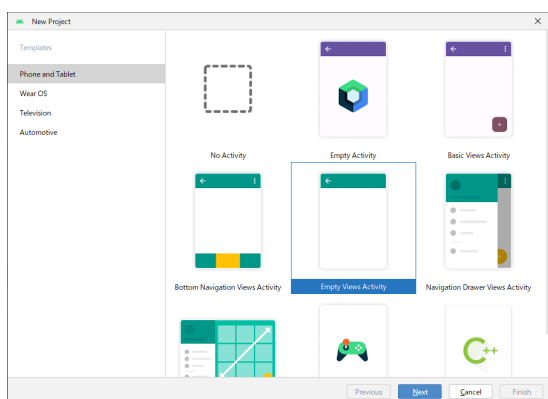 New Project
Templates
Phone and Tablet
Wear OS
Television
Automotive
No Activity
Empty Activity
Basic Views Activity
Bottom Navigation Views Activity
Empty Views Activity
Navigation Drawer Views Activity
C++
Previous
Next
Cancel
Finish